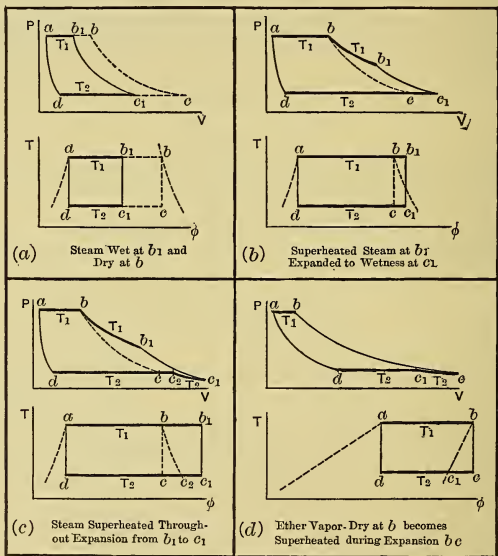 P a b₁ b
T₁
T₂
d c₁ c
V
T a b₁ b
T₁
T₂
d c₁ c
ϕ
(a) Steam Wet at b₁ and
Dry at b
P a b
T₁ T₁
b₁
T₂
d c c₁
V
T a b b₁
T₁
T₂
d c c₁
ϕ
(b) Superheated Steam at b₁
Expanded to Wetness at c₁
P a b
T₁ T₁
b₁
T₂
d c c₂ T₂ c₁
V
T a b b₁
T₁
T₂
d c c₂ c₁
ϕ
(c) Steam Superheated Through-
out Expansion from b₁ to c₁
P a b
T₁
T₂ c₁ T₂ c
d
V
T a b
T₁
T₂
d c₁ c
ϕ
(d) Ether Vapor-Dry at b becomes
Superheated during Expansion b c